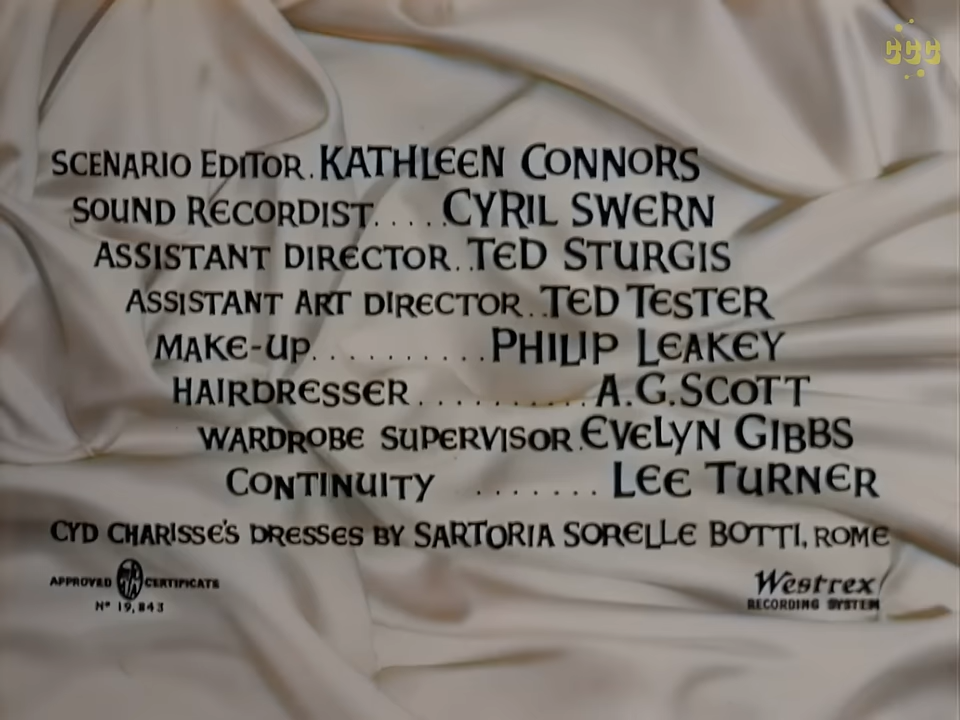 CCC
SCENARIO EDITOR. KATHLEEN CONNORS
SOUND RECORDIST.....CYRIL SWERN
ASSISTANT DIRECTOR..TED STURGIS
ASSISTANT ART DIRECTOR..TED TESTER
MAKE-UP..........PHILIP LEAKEY
HAIRDRESSER..........A.G.SCOTT
WARDROBE SUPERVISOR.EVELYN GIBBS
CONTINUITY .......LEE TURNER
CYD CHARISSE'S DRESSES BY SARTORIA SORELLE BOTTI, ROME
APPROVED CERTIFICATE
Nº 19,843
Westrex
RECORDING SYSTEM